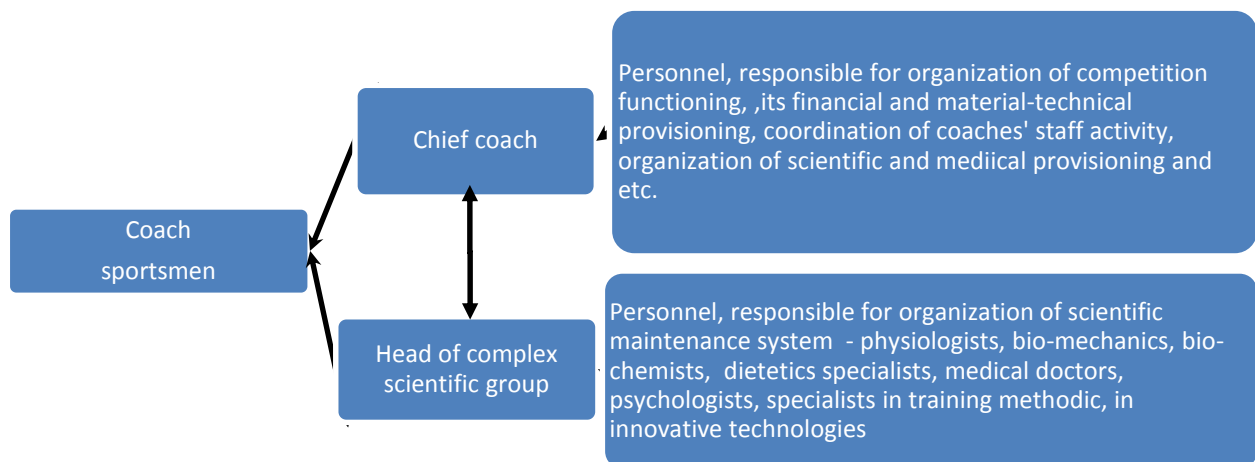 Coach
sportsmen
Chief coach
Head of complex
scientific group
Personnel, responsible for organization of competition
functioning, ,its financial and material-technical
provisioning, coordination of coaches' staff activity,
organization of scientific and mediical provisioning and
etc.
Personnel, responsible for organization of scientific
maintenance system - physiologists, bio-mechanics, bio-
chemists, dietetics specialists, medical doctors,
psychologists, specialists in training methodic, in
innovative technologies